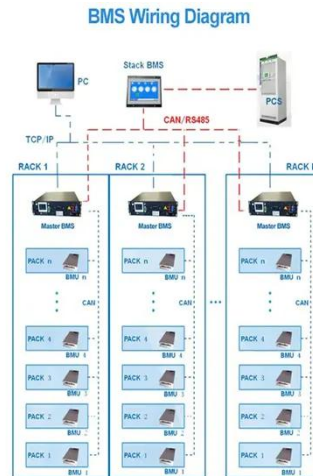 BMS Wiring Diagram
Stack BMS
PC
PCS
CAN/RS485
TCP/IP
RACK 1
RACK 2
RACK
Master BMS
Master BMS
Master BMS
PACK n
PACK n
PACK n
BMU n
BMU n
BMU n
CAN
CAN
CAN
PACK 4
PACK 4
PACK 4
BMU 4
BMU 4
BMU 4
PACK 3
PACK 3
PACK 3
BMU 3
BMU 3
BMU 3
PACK 2
PACK 2
PACK 2
BMU 2
BMU 2
BMU 2
PACK 1
PACK 1
PACK 1
BMU
BMU
BMU